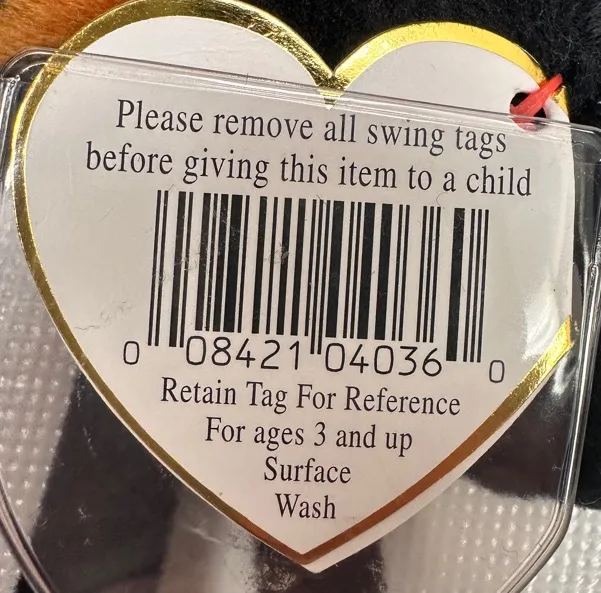 Please remove all swing tags
before giving this item to a child
0 08421 04036 0
Retain Tag For Reference
For ages 3 and up
Surface
Wash